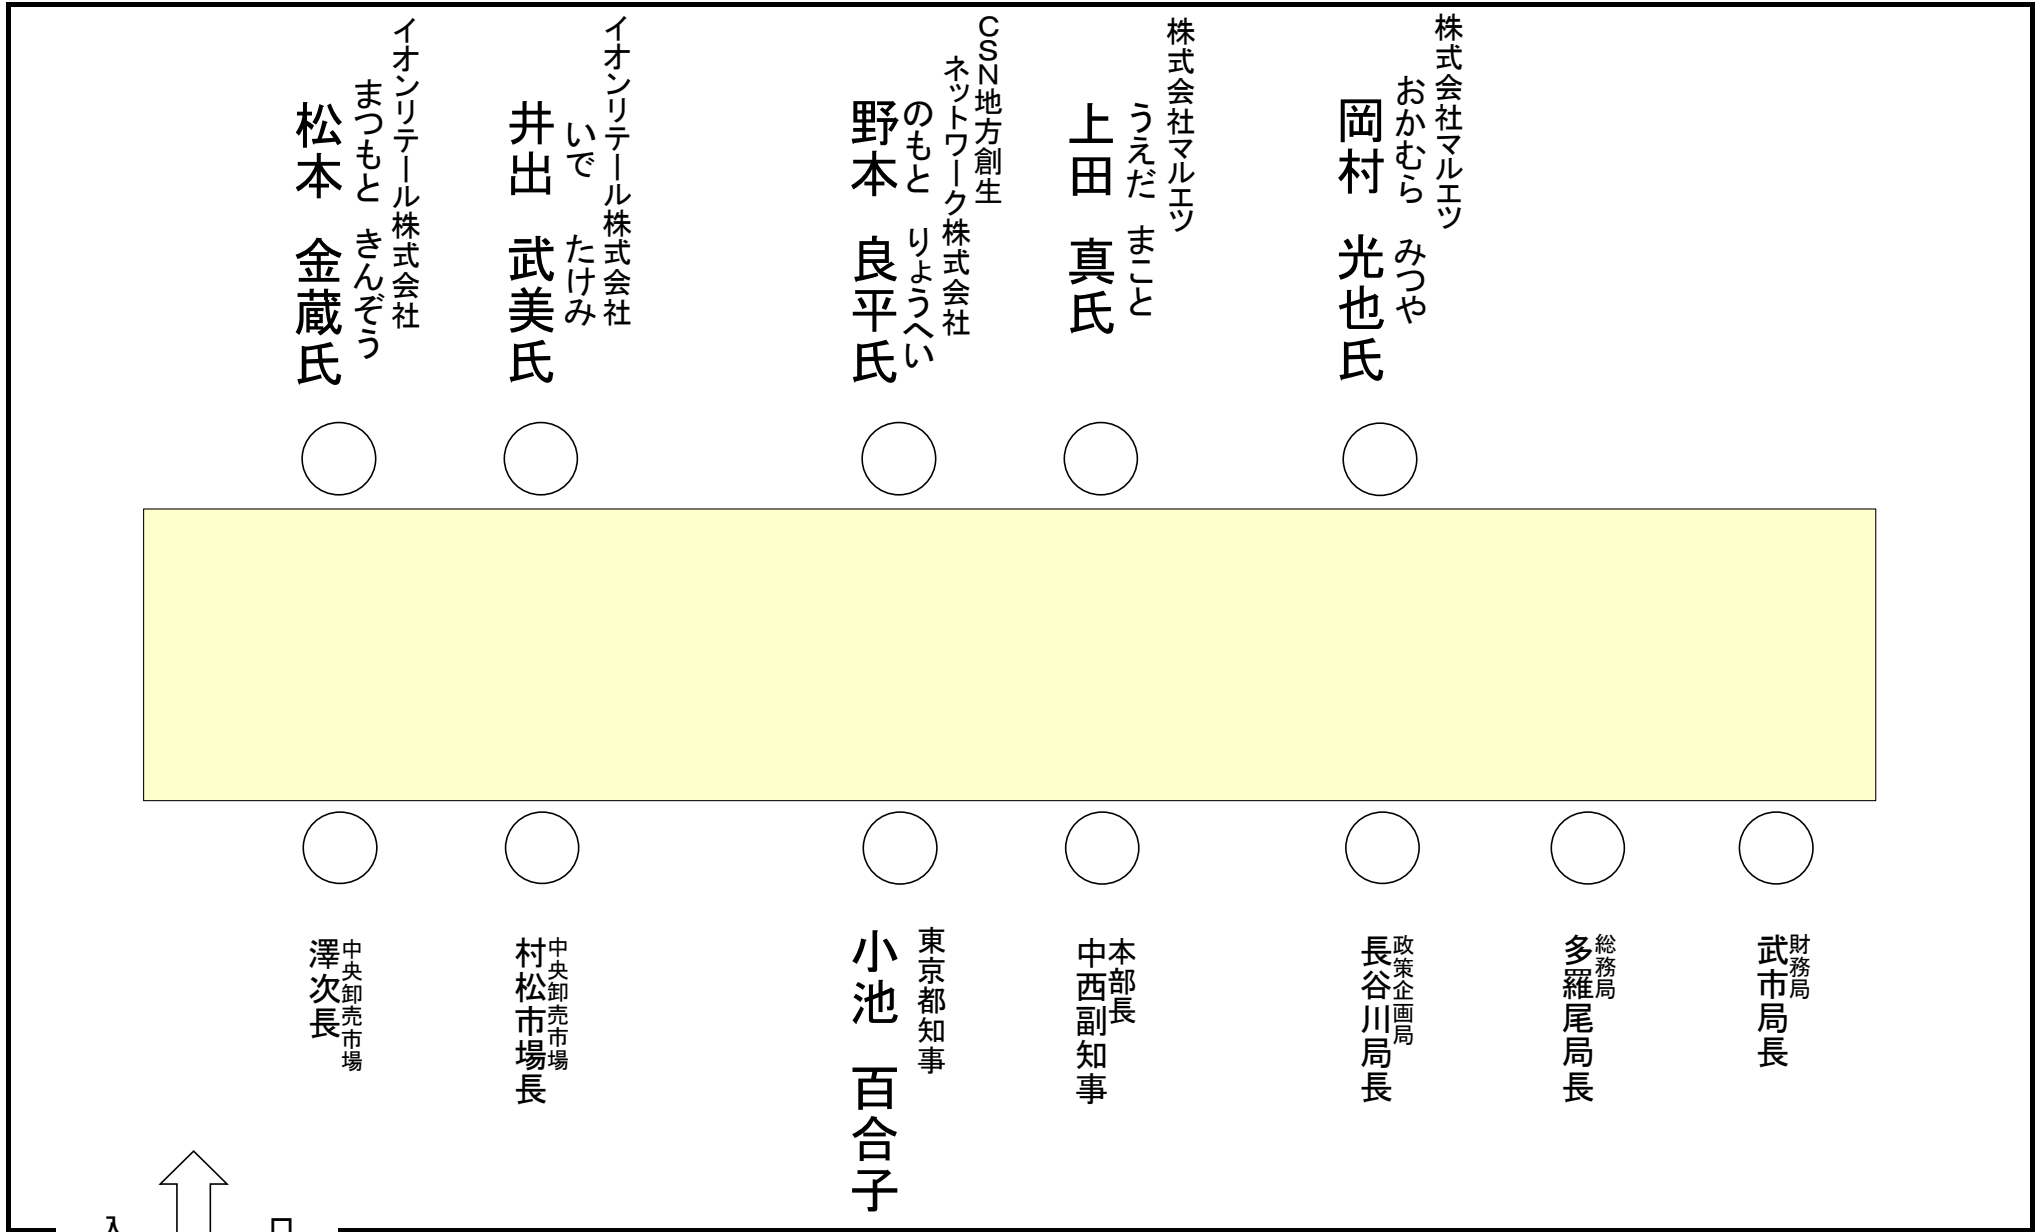 株式会社マルエツ
おかむら　みつや
岡村　光也氏
株式会社マルエツ
うえだ　まこと
上田　真氏
ＣＳＮ地方創生
ネットワーク株式会社
のもと　りょうへい
野本　良平氏
イオンリテール株式会社
いで　たけみ
井出　武美氏
イオンリテール株式会社
まつもと　きんぞう
松本　金蔵氏
財務局
武市局長
総務局
多羅尾局長
政策企画局
長谷川局長
本部長
中西副知事
東京都知事
小池　百合子
中央卸売市場
村松市場長
中央卸売市場
澤次長
入　口